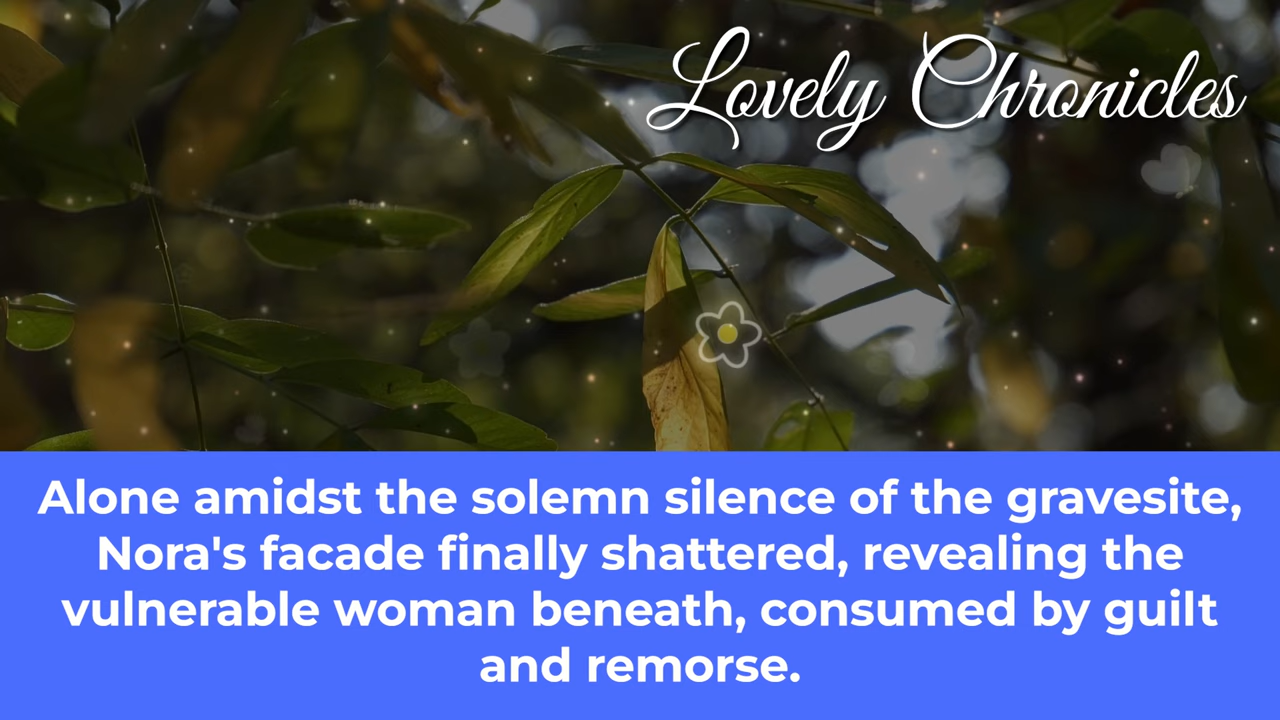 Lovely Chronicles
Alone amidst the solemn silence of the gravesite,
Nora's facade finally shattered, revealing the
vulnerable woman beneath, consumed by guilt
and remorse.